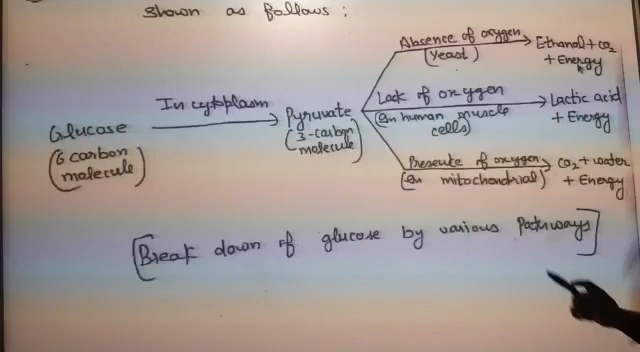 Shown as follows:
Absence of oxygen
(Yeast)
Ethanol + CO2
+ Energy
Glucose
(6 carbon
molecule)
In cytoplasm
Pyruvate
(3-carbon
molecule)
Lack of oxygen
(In human muscle
cells)
Lactic acid
+ Energy
Presence of oxygen
(In mitochondrial)
CO2 + water
+ Energy
[Break down of glucose by various Pathways]